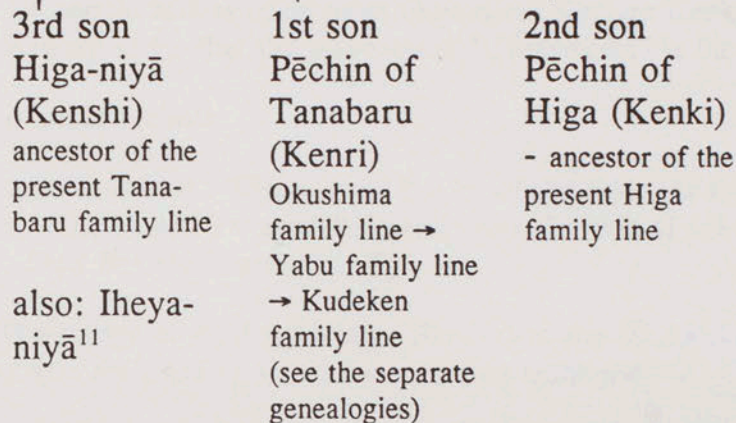 3rd son
Higa-niyā
(Kenshi)
ancestor of the
present Tana-
baru family line
also: Iheya-
niyā¹¹
1st son
Pēchin of
Tanabaru
(Kenri)
Okushima
family line →
Yabu family line
→ Kudeken
family line
(see the separate
genealogies)
2nd son
Pēchin of
Higa (Kenki)
- ancestor of the
present Higa
family line